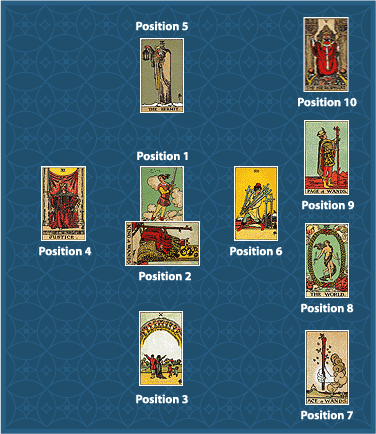 Position 5
THE HERMIT.
Position 10
Position 1
PAGE of WANDS.
Position 9
XI
JUSTICE.
Position 4
Position 6
Position 2
THE WORLD.
Position 8
X
Position 3
ACE of WANDS.
Position 7